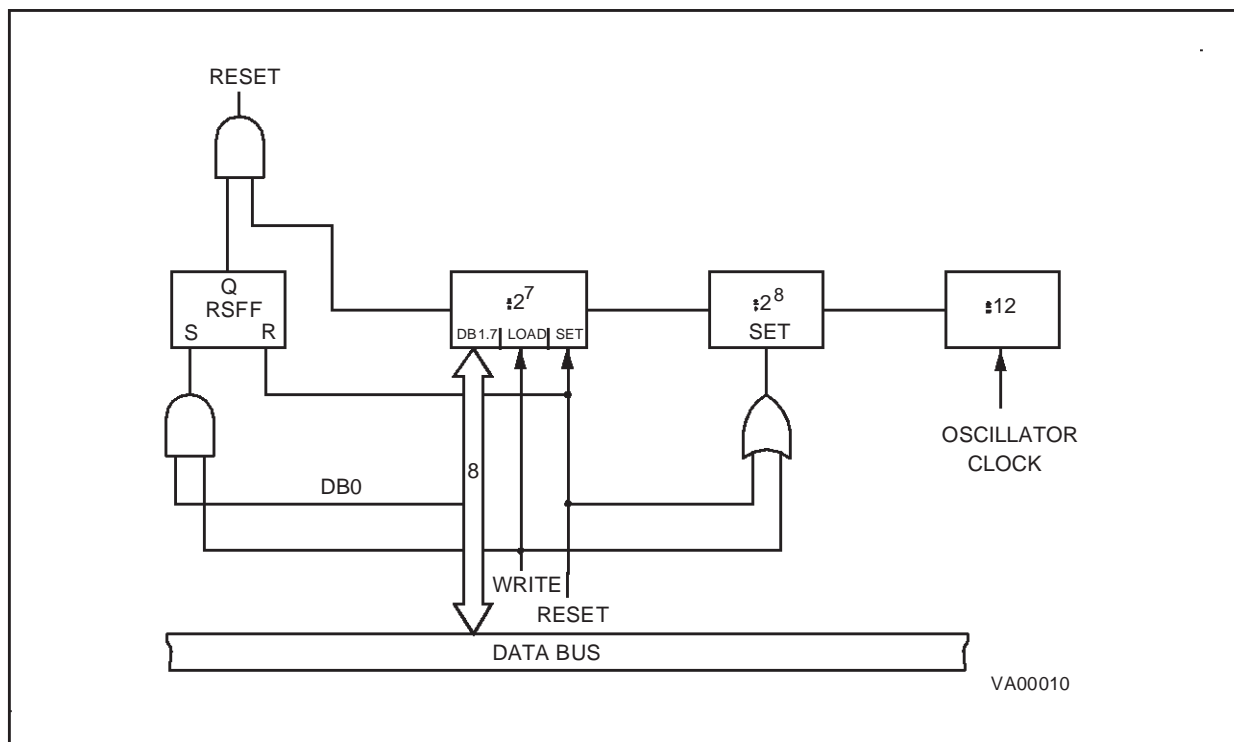 RESET
Q
RSFF
S R
÷2⁷
DB1.7 LOAD SET
÷2⁸
SET
÷12
OSCILLATOR
CLOCK
8
DB0
WRITE
RESET
DATA BUS
VA00010